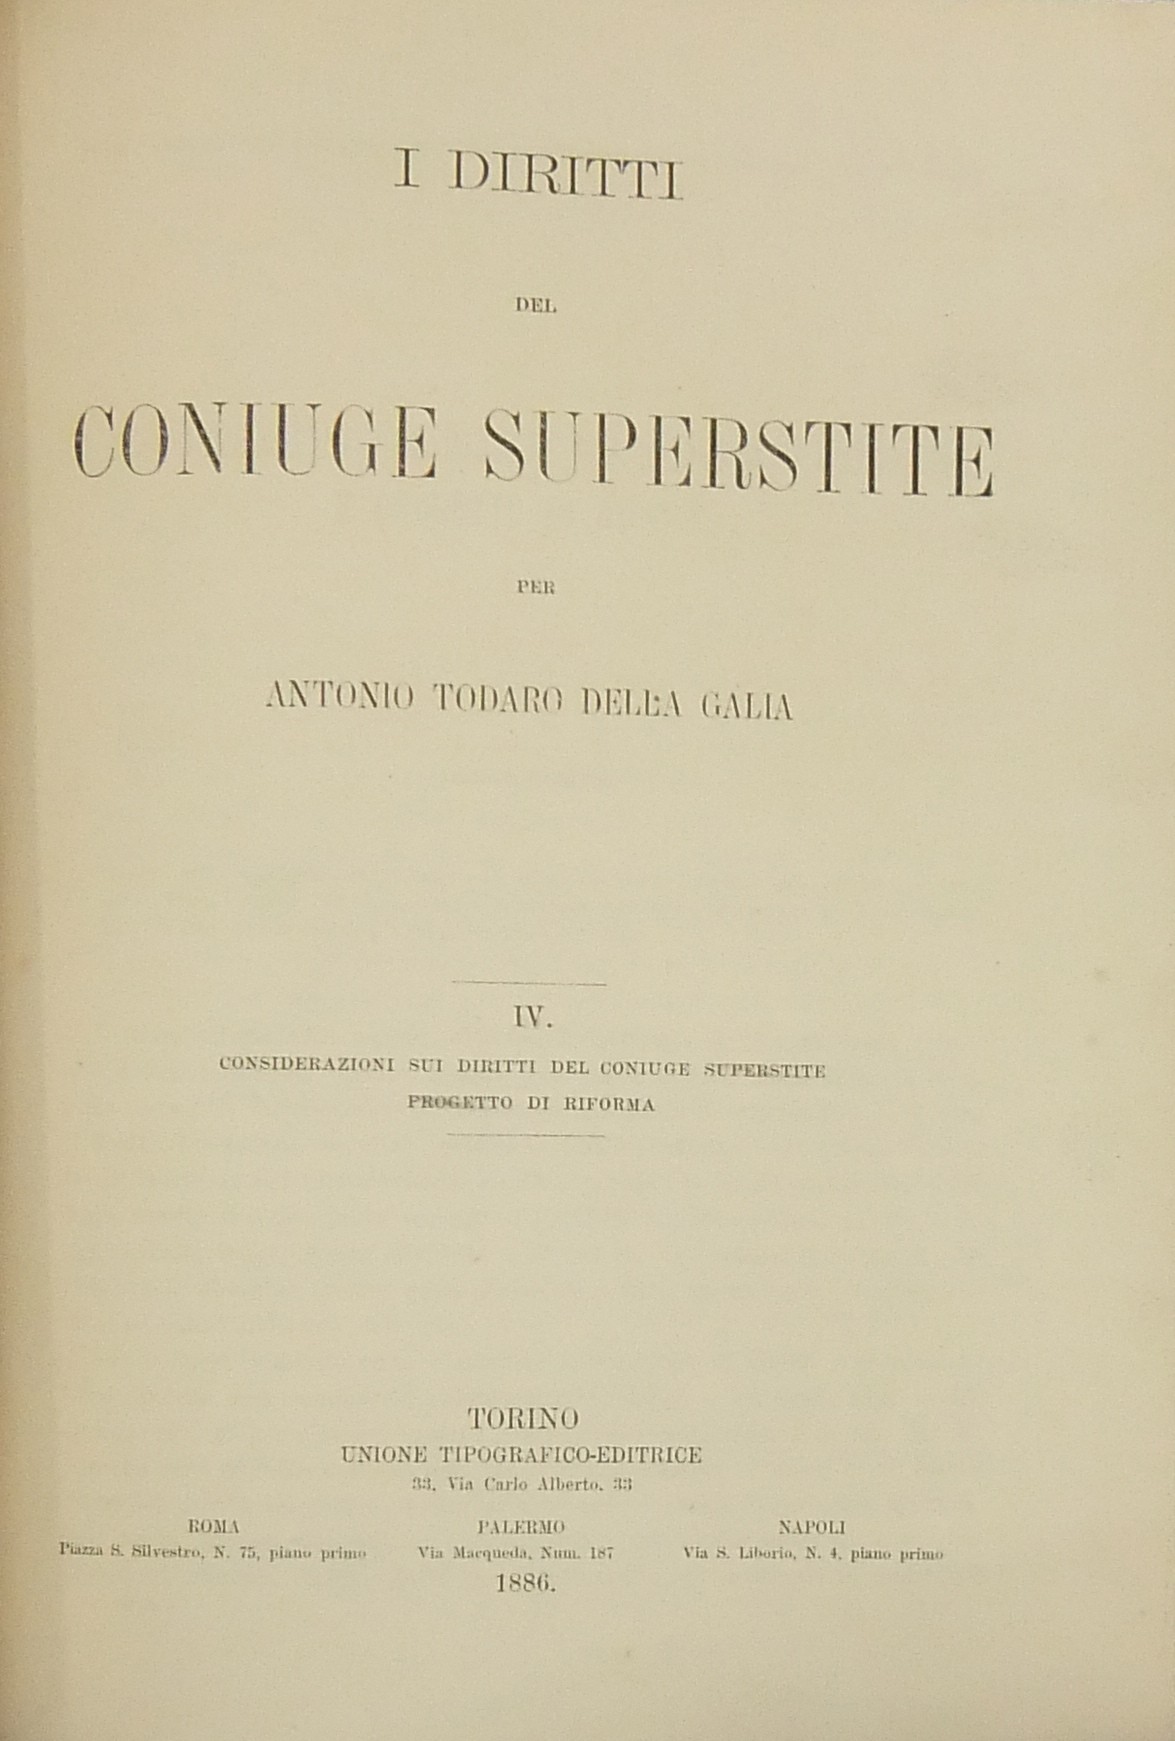 I DIRITTI
DEL
CONIUGE SUPERSTITE
PER
ANTONIO TODARO DELLA GALIA
IV.
CONSIDERAZIONI SUI DIRITTI DEL CONIUGE SUPERSTITE
PROGETTO DI RIFORMA
TORINO
UNIONE TIPOGRAFICO-EDITRICE
33, Via Carlo Alberto, 33
ROMA PALERMO NAPOLI
Piazza S. Silvestro, N. 75, piano primo Via Macqueda, Num. 187 Via S. Liborio, N. 4, piano primo
1886.